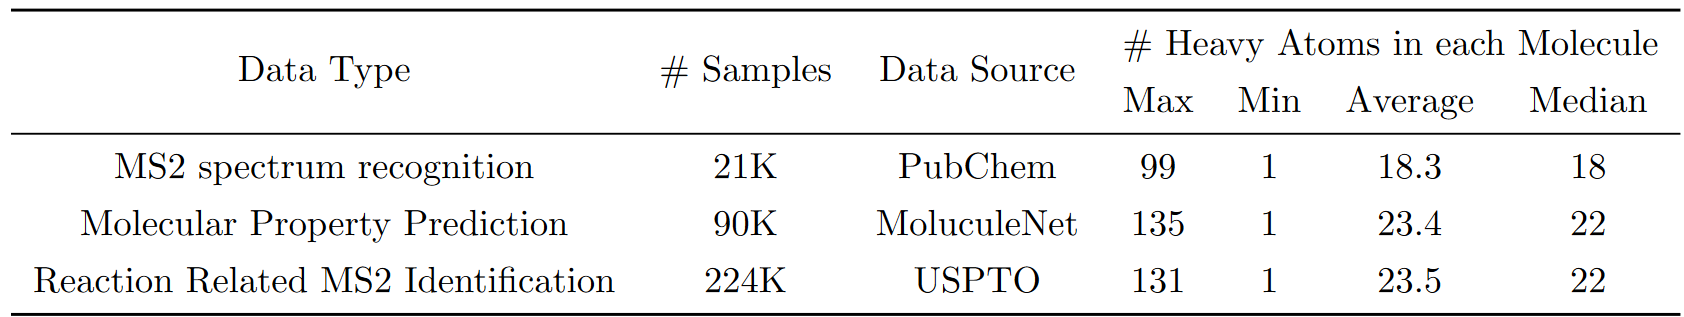 Data Type # Samples Data Source # Heavy Atoms in each Molecule
Max Min Average Median
MS2 spectrum recognition 21K PubChem 99 1 18.3 18
Molecular Property Prediction 90K MoluculeNet 135 1 23.4 22
Reaction Related MS2 Identification 224K USPTO 131 1 23.5 22